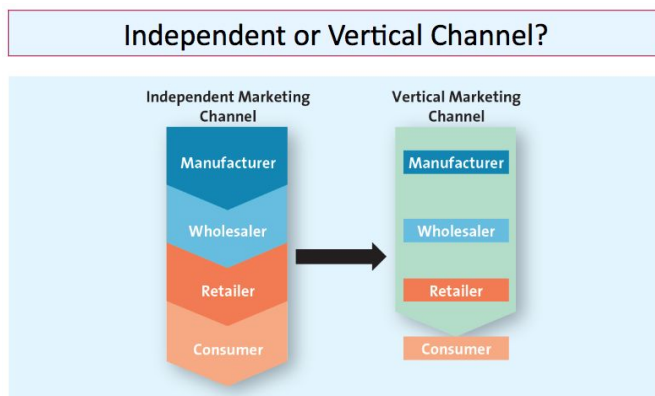 Independent or Vertical Channel?
Independent Marketing
Channel
Manufacturer
Wholesaler
Retailer
Consumer
Vertical Marketing
Channel
Manufacturer
Wholesaler
Retailer
Consumer